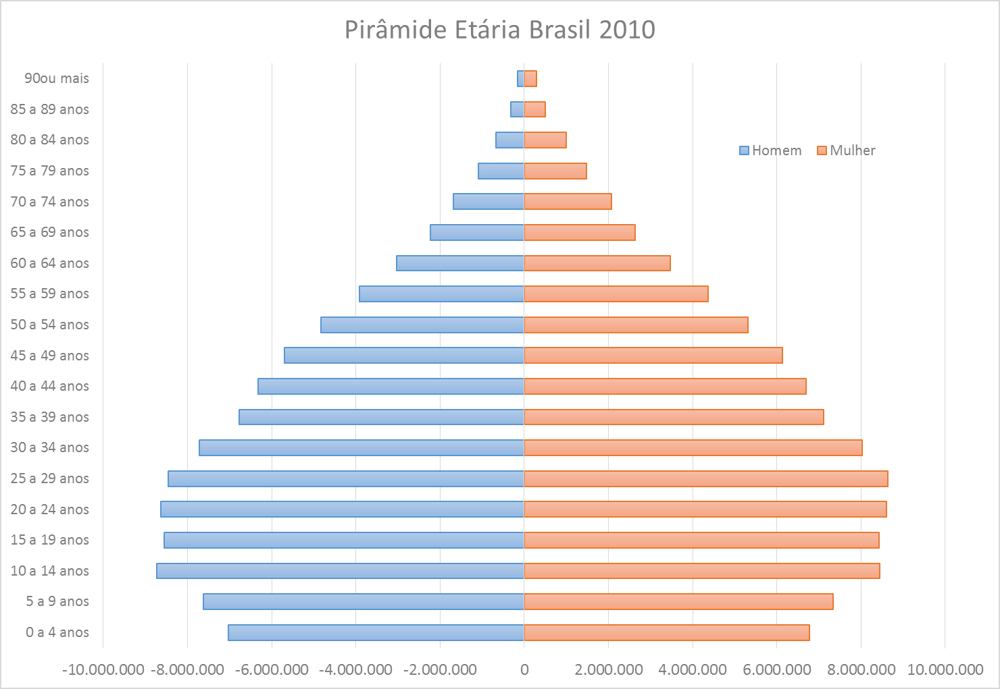 Pirâmide Etária Brasil 2010
90ou mais
85 a 89 anos
80 a 84 anos
Homem Mulher
75 a 79 anos
70 a 74 anos
65 a 69 anos
60 a 64 anos
55 a 59 anos
50 a 54 anos
45 a 49 anos
40 a 44 anos
35 a 39 anos
30 a 34 anos
25 a 29 anos
20 a 24 anos
15 a 19 anos
10 a 14 anos
5 a 9 anos
0 a 4 anos
-10.000.000 -8.000.000 -6.000.000 -4.000.000 -2.000.000 0 2.000.000 4.000.000 6.000.000 8.000.000 10.000.000